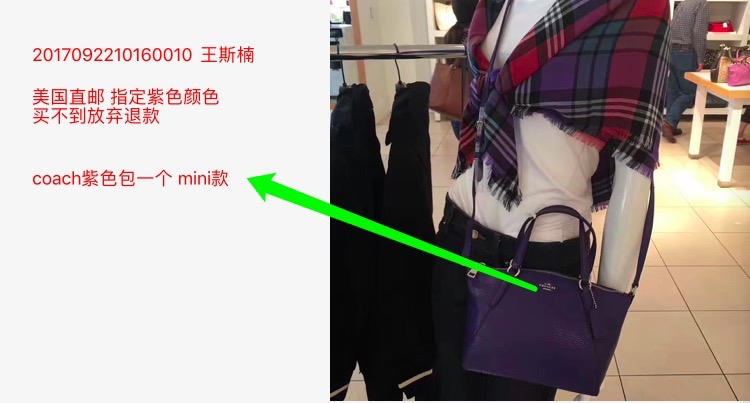 2017092210160010 王斯楠
美国直邮 指定紫色颜色
买不到放弃退款
coach紫色包一个 mini款
COACH